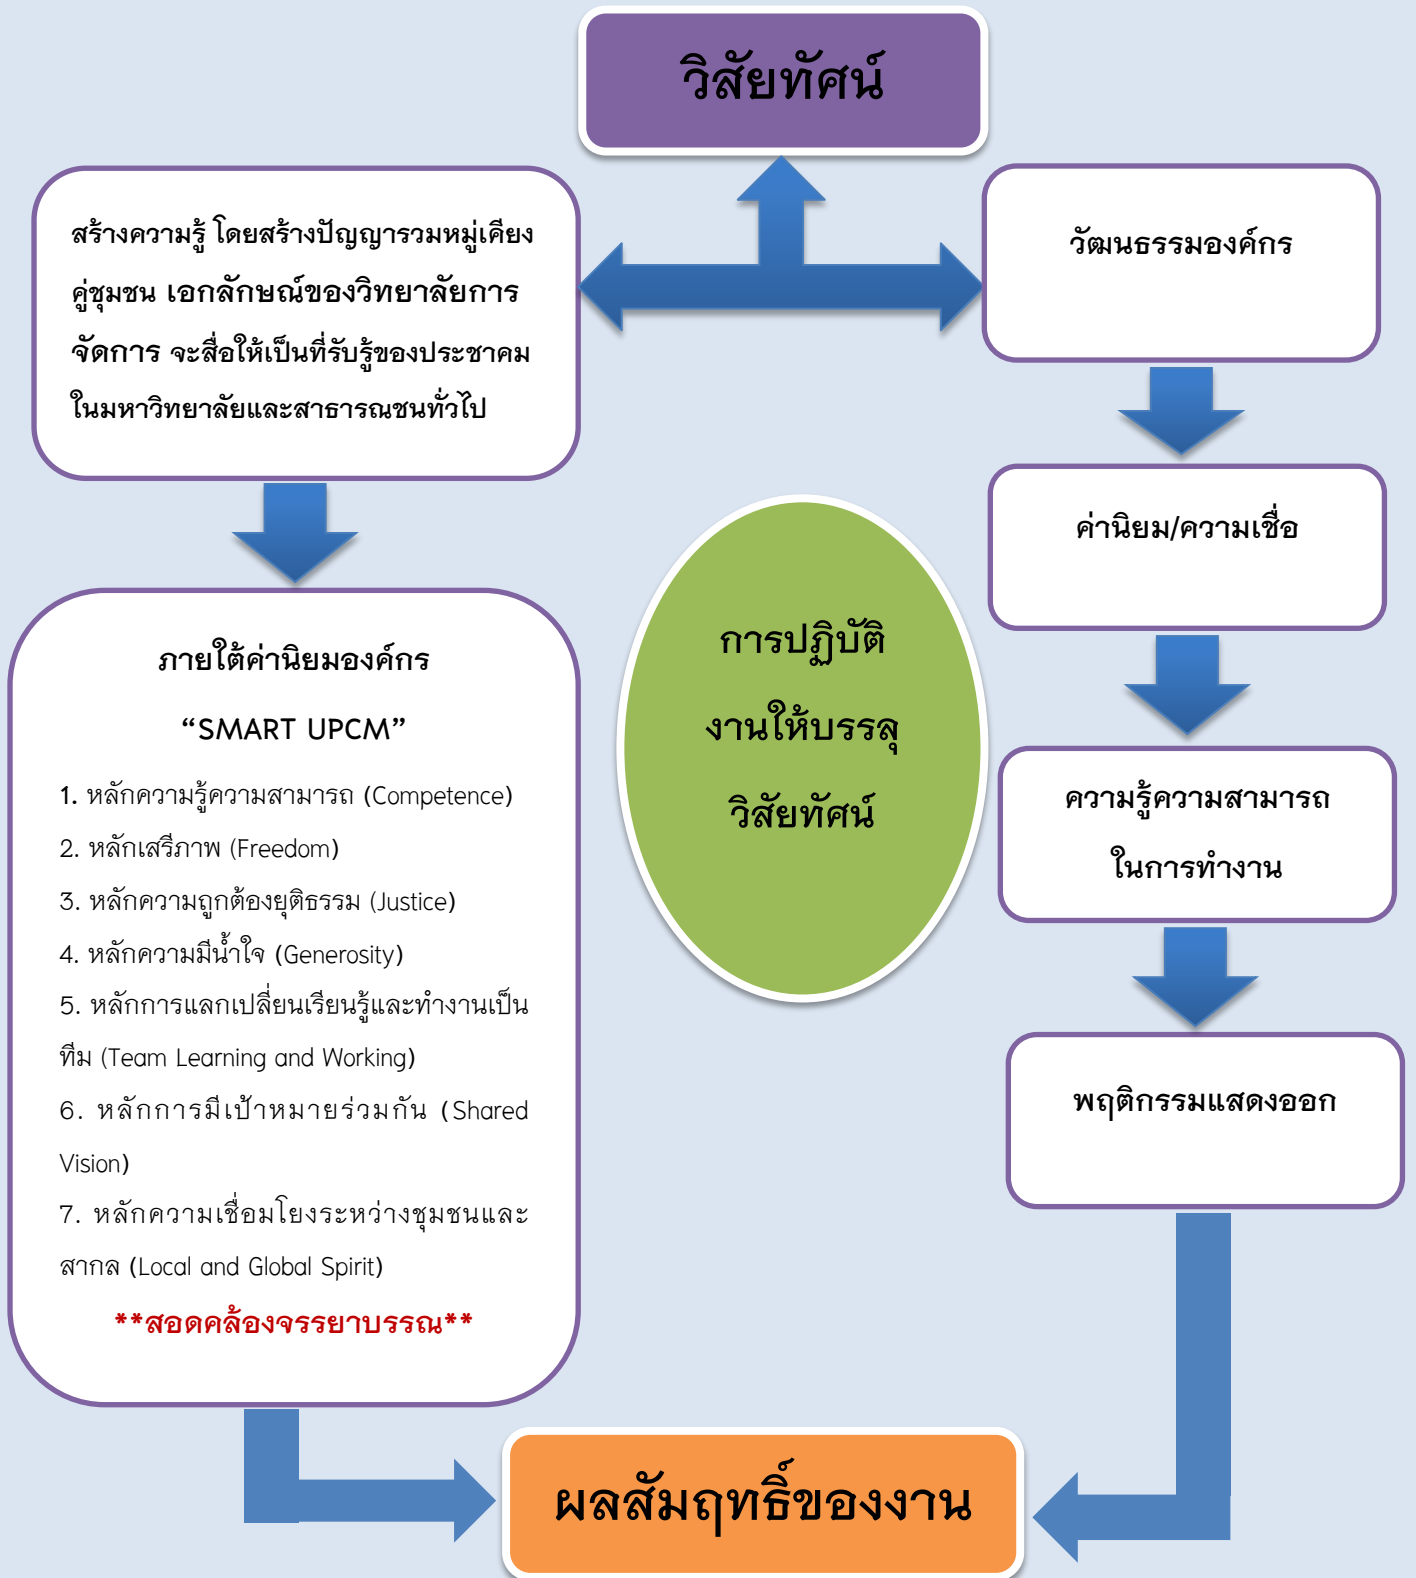 วิสัยทัศน์
สร้างความรู้ โดยสร้างปัญญารวมหมู่เคียง
คู่ชุมชน เอกลักษณ์ของวิทยาลัยการ
จัดการ จะสื่อให้เป็นที่รับรู้ของประชาคม
ในมหาวิทยาลัยและสาธารณชนทั่วไป
ภายใต้ค่านิยมองค์กร
“SMART UPCM”
1. หลักความรู้ความสามารถ (Competence)
2. หลักเสรีภาพ (Freedom)
3. หลักความถูกต้องยุติธรรม (Justice)
4. หลักความมีน้ำใจ (Generosity)
5. หลักการแลกเปลี่ยนเรียนรู้และทำงานเป็น
ทีม (Team Learning and Working)
6. หลักการมีเป้าหมายร่วมกัน (Shared
Vision)
7. หลักความเชื่อมโยงระหว่างชุมชนและ
สากล (Local and Global Spirit)
**สอดคล้องจรรยาบรรณ**
การปฏิบัติ
งานให้บรรลุ
วิสัยทัศน์
วัฒนธรรมองค์กร
ค่านิยม/ความเชื่อ
ความรู้ความสามารถ
ในการทำงาน
พฤติกรรมแสดงออก
ผลสัมฤทธิ์ของงาน